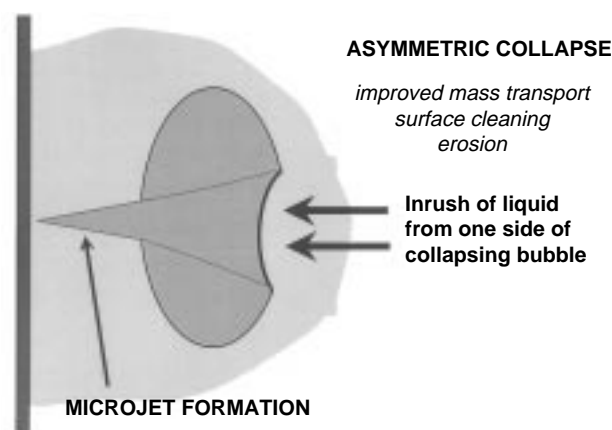 ASYMMETRIC COLLAPSE
improved mass transport
surface cleaning
erosion
Inrush of liquid
from one side of
collapsing bubble
MICROJET FORMATION